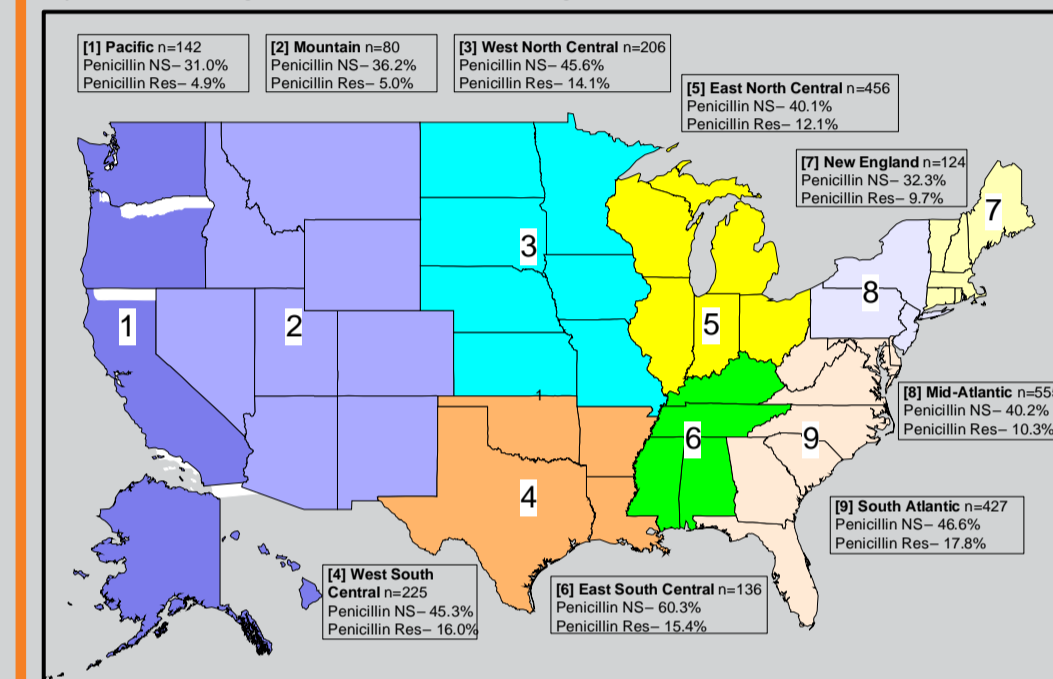 [1] Pacific n=142
Penicillin NS– 31.0%
Penicillin Res– 4.9%
[2] Mountain n=80
Penicillin NS– 36.2%
Penicillin Res– 5.0%
[3] West North Central n=206
Penicillin NS– 45.6%
Penicillin Res– 14.1%
[5] East North Central n=456
Penicillin NS– 40.1%
Penicillin Res– 12.1%
[7] New England n=124
Penicillin NS– 32.3%
Penicillin Res– 9.7%
7
3
8
1
2
5
1
[8] Mid-Atlantic n=555
Penicillin NS– 40.2%
Penicillin Res– 10.3%
6
9
4
[9] South Atlantic n=427
Penicillin NS– 46.6%
Penicillin Res– 17.8%
[4] West South
Central n=225
Penicillin NS– 45.3%
Penicillin Res– 16.0%
[6] East South Central n=136
Penicillin NS– 60.3%
Penicillin Res– 15.4%